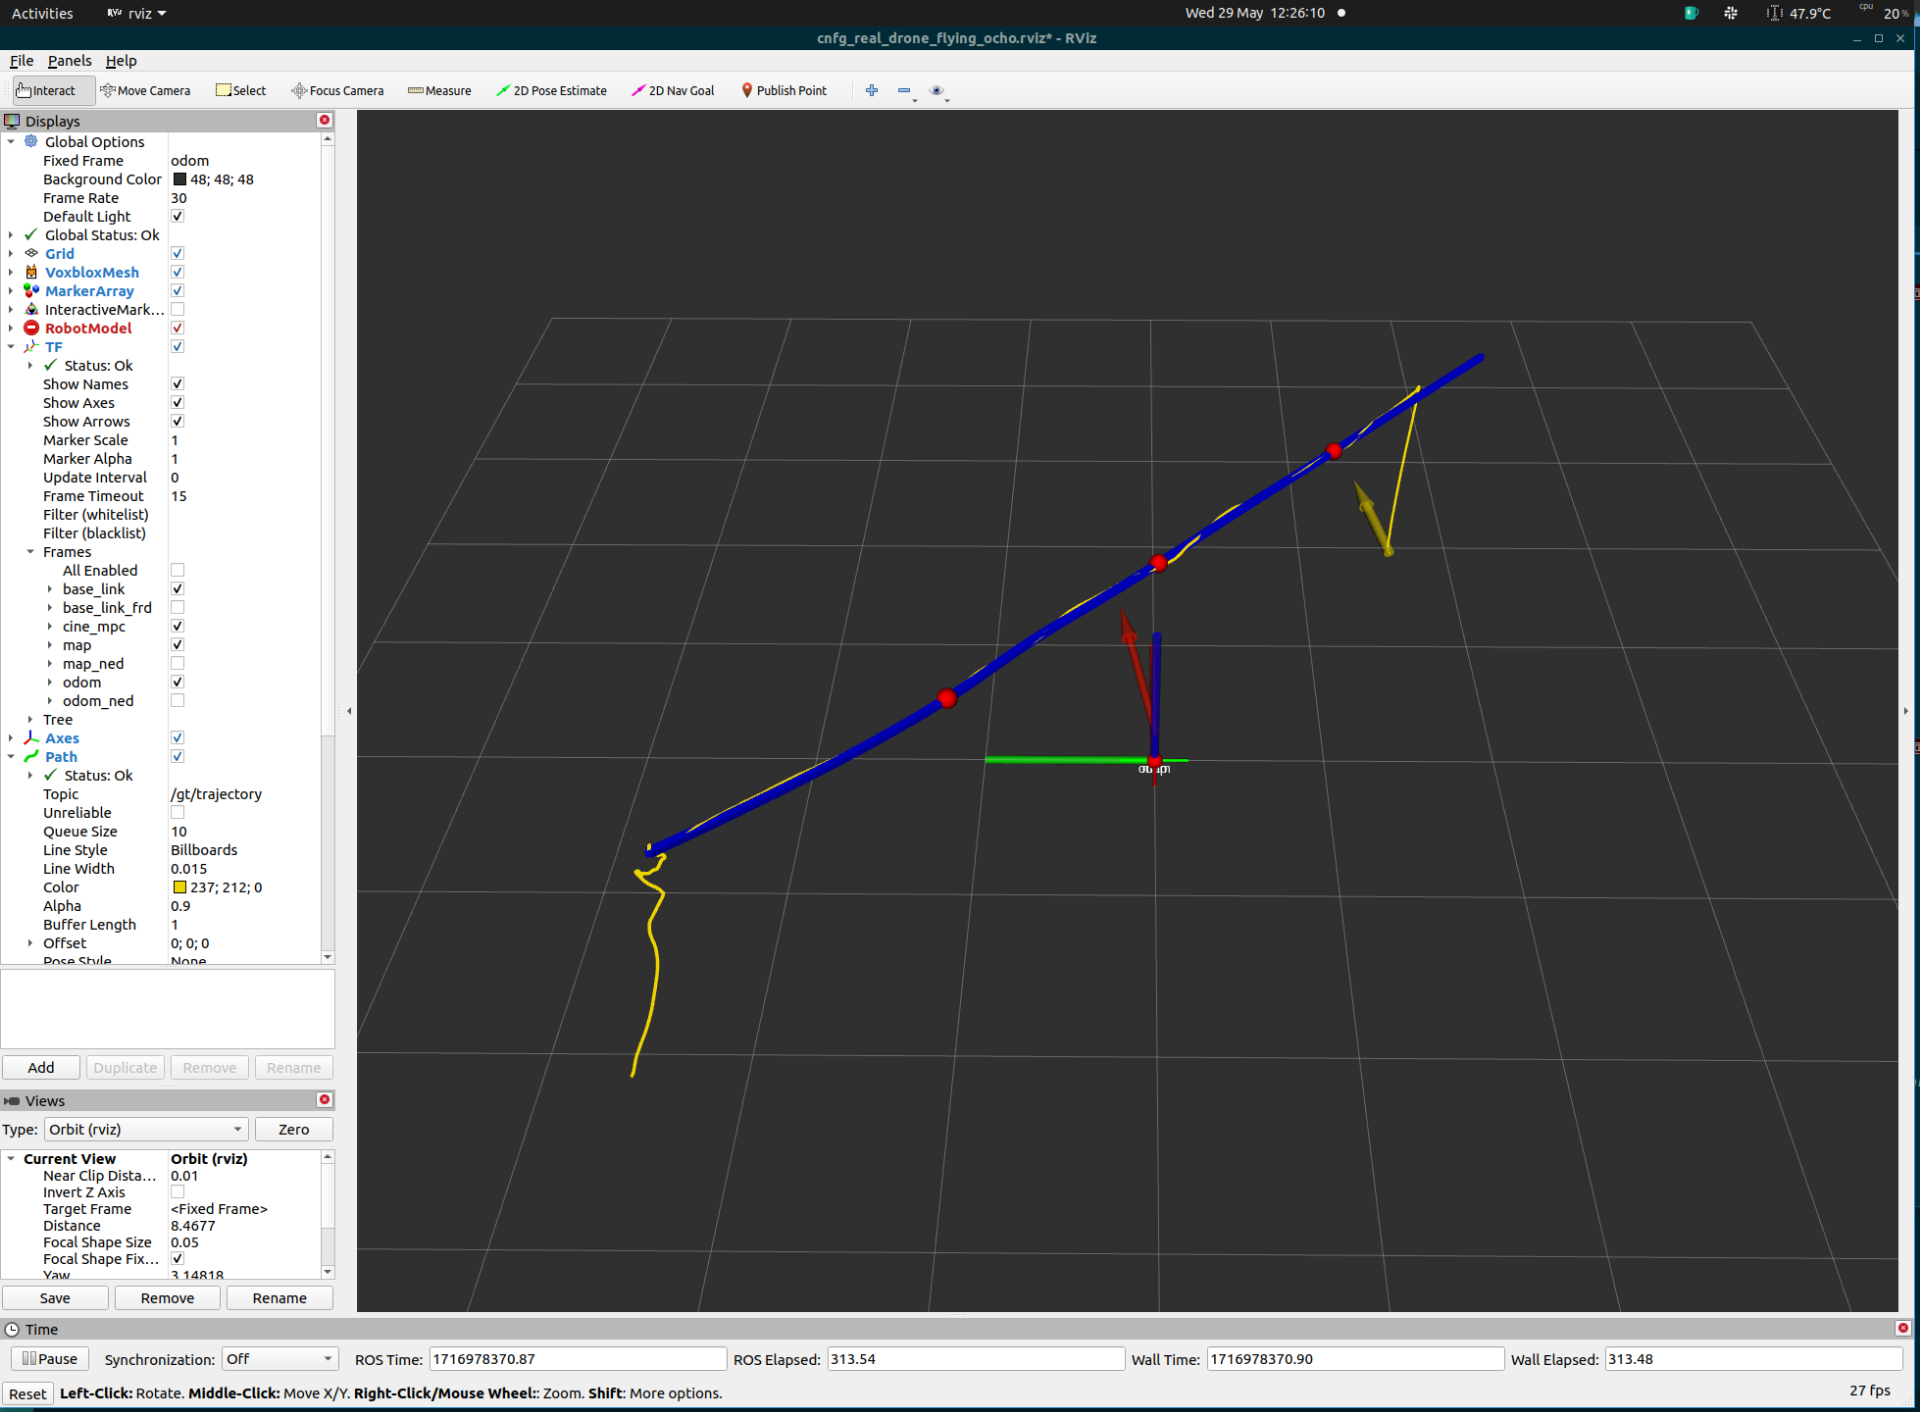 Activities rviz Wed 29 May 12:26:10 47.9°C cpu 20%
cnfg_real_drone_flying_ocho.rviz* - RViz
File Panels Help
Interact Move Camera Select Focus Camera Measure 2D Pose Estimate 2D Nav Goal Publish Point
Displays
Global Options
Fixed Frame odom
Background Color 48; 48; 48
Frame Rate 30
Default Light
Global Status: Ok
Grid
VoxbloxMesh
MarkerArray
InteractiveMark...
RobotModel
TF
Status: Ok
Show Names
Show Axes
Show Arrows
Marker Scale 1
Marker Alpha 1
Update Interval 0
Frame Timeout 15
Filter (whitelist)
Filter (blacklist)
Frames
All Enabled
base_link
base_link_frd
cine_mpc
map
map_ned
odom
odom_ned
Tree
Axes
Path
Status: Ok
Topic /gt/trajectory
Unreliable
Queue Size 10
Line Style Billboards
Line Width 0.015
Color 237; 212; 0
Alpha 0.9
Buffer Length 1
Offset 0; 0; 0
Pose Style None
Add Duplicate Remove Rename
Views
Type: Orbit (rviz) Zero
Current View Orbit (rviz)
Near Clip Dista... 0.01
Invert Z Axis
Target Frame <Fixed Frame>
Distance 8.4677
Focal Shape Size 0.05
Focal Shape Fix...
Yaw 3.14818
Save Remove Rename
Time
Pause Synchronization: Off ROS Time: 1716978370.87 ROS Elapsed: 313.54 Wall Time: 1716978370.90 Wall Elapsed: 313.48
Reset Left-Click: Rotate. Middle-Click: Move X/Y. Right-Click/Mouse Wheel:: Zoom. Shift: More options. 27 fps